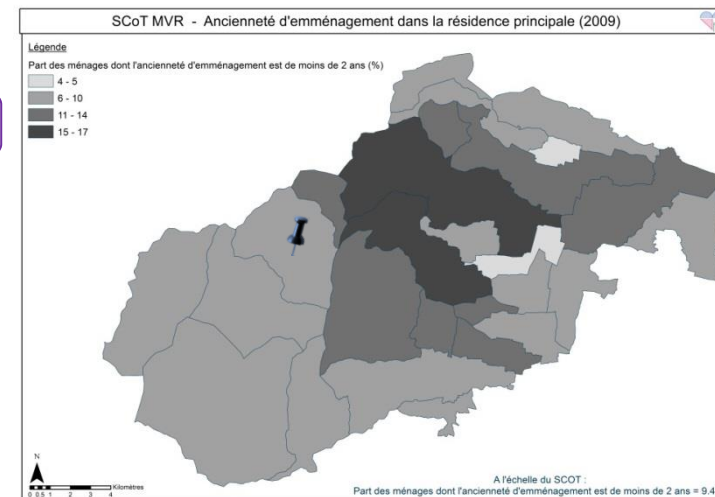 SCoT MVR - Ancienneté d'emménagement dans la résidence principale (2009)
Légende
Part des ménages dont l'ancienneté d'emménagement est de moins de 2 ans (%)
4 - 5
6 - 10
11 - 14
15 - 17
N
0 0.5 1 2 3 4 Kilomètres
A l'échelle du SCOT :
Part des ménages dont l'ancienneté d'emménagement est de moins de 2 ans = 9.4